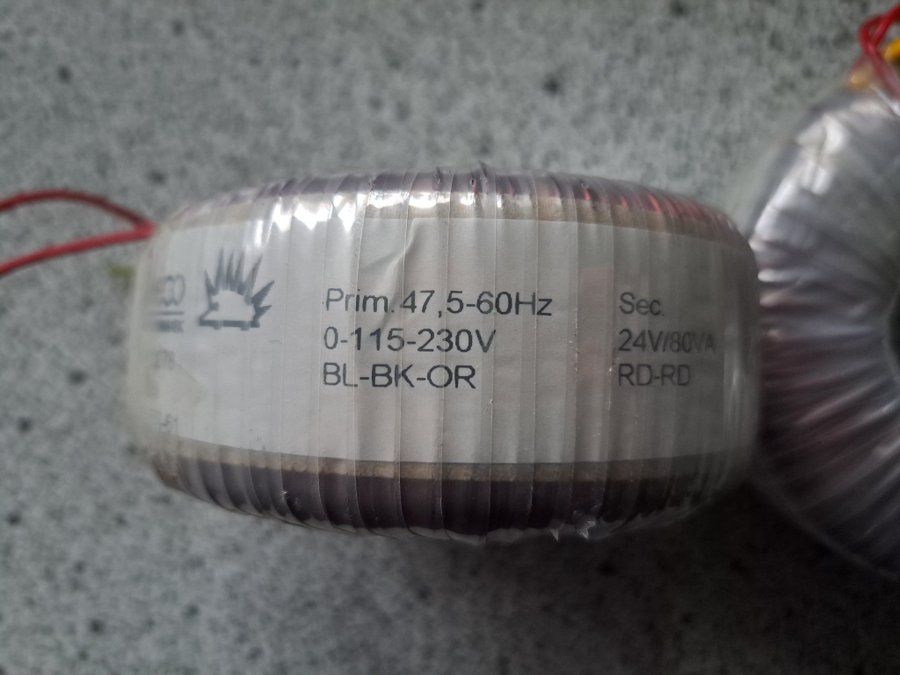 Prim. 47,5-60Hz
0-115-230V
BL-BK-OR
Sec.
24V/80VA
RD-RD